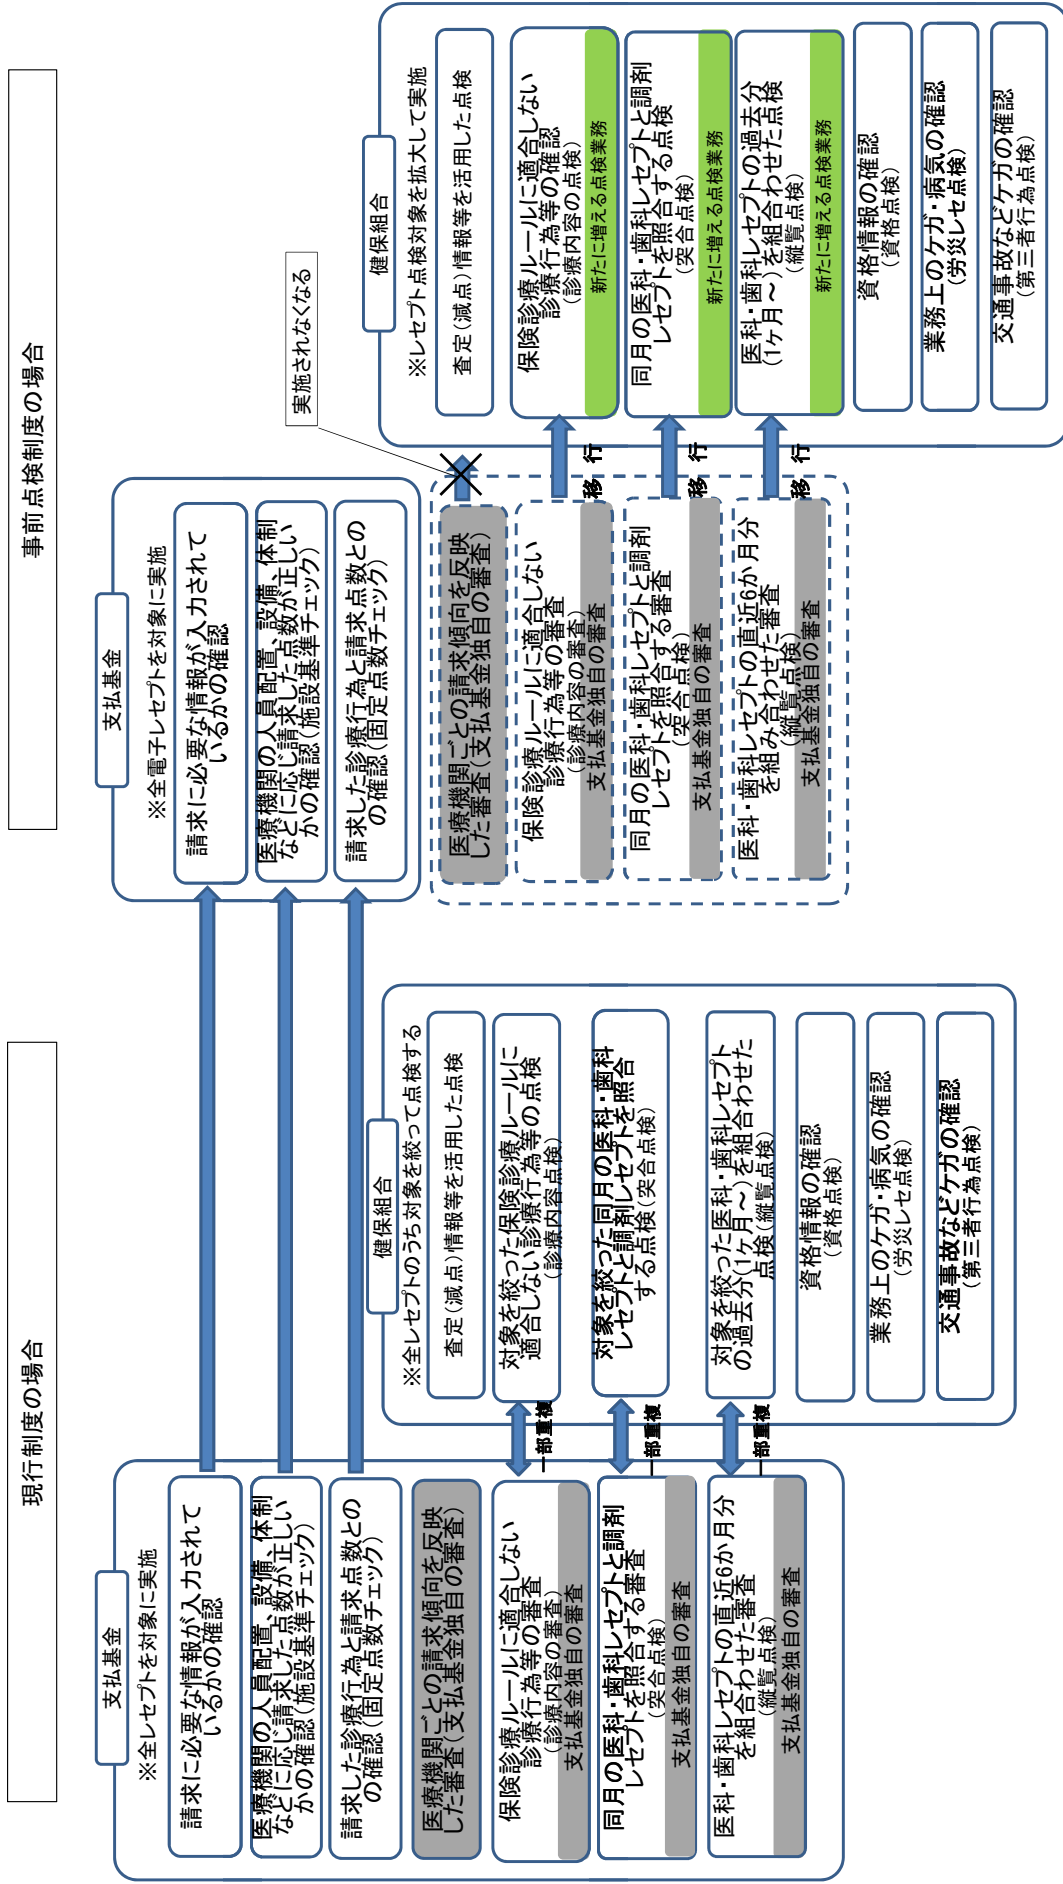 現行制度の場合
支払基金
※全レセプトを対象に実施
請求に必要な情報が入力されて
いるかの確認
医療機関の人員配置、設備、体制
などに応じ請求した点数が正しい
かの確認(施設基準チェック)
請求した診療行為と請求点数との
の確認(固定点数チェック)
医療機関ごとの請求傾向を反映
した審査(支払基金独自の審査)
保険診療ルールに適合しない
診療行為等の審査
(診療内容の審査)
支払基金独自の審査
同月の医科・歯科レセプトと調剤
レセプトを照合する審査
(突合点検)
支払基金独自の審査
医科・歯科レセプトの直近6か月分
を組合わせた審査
(縦覧点検)
支払基金独自の審査
一部重複
一部重複
一部重複
健保組合
※全レセプトのうち対象を絞って点検する
査定(減点)情報等を活用した点検
対象を絞った保険診療ルールに
適合しない診療行為等の点検
(診療内容点検)
対象を絞った同月の医科・歯科
レセプトと調剤レセプトを照合
する点検(突合点検)
対象を絞った医科・歯科レセプト
の過去分(1ケ月～)を組合わせた
点検(縦覧点検)
資格情報の確認
(資格点検)
業務上のケガ・病気の確認
(労災レセ点検)
交通事故などケガの確認
(第三者行為点検)
事前点検制度の場合
支払基金
※全電子レセプトを対象に実施
請求に必要な情報が入力されて
いるかの確認
医療機関の人員配置、設備、体制
などに応じ請求した点数が正しい
かの確認(施設基準チェック)
請求した診療行為と請求点数との
の確認(固定点数チェック)
医療機関ごとの請求傾向を反映
した審査(支払基金独自の審査)
保険診療ルールに適合しない
診療行為等の審査
(診療内容の審査)
支払基金独自の審査
同月の医科・歯科レセプトと調剤
レセプトを照合する審査
(突合点検)
支払基金独自の審査
医科・歯科レセプトの直近6か月分
を組み合わせた審査
(縦覧点検)
支払基金独自の審査
実施されなくなる
移 行
移 行
移 行
健保組合
※レセプト点検対象を拡大して実施
査定(減点)情報等を活用した点検
保険診療ルールに適合しない
診療行為等の確認
(診療内容の点検)
新たに増える点検業務
同月の医科・歯科レセプトと調剤
レセプトを照合する点検
(突合点検)
新たに増える点検業務
医科・歯科レセプトの過去分
(1ケ月～)を組合わせた点検
(縦覧点検)
新たに増える点検業務
資格情報の確認
(資格点検)
業務上のケガ・病気の確認
(労災レセ点検)
交通事故などケガの確認
(第三者行為点検)